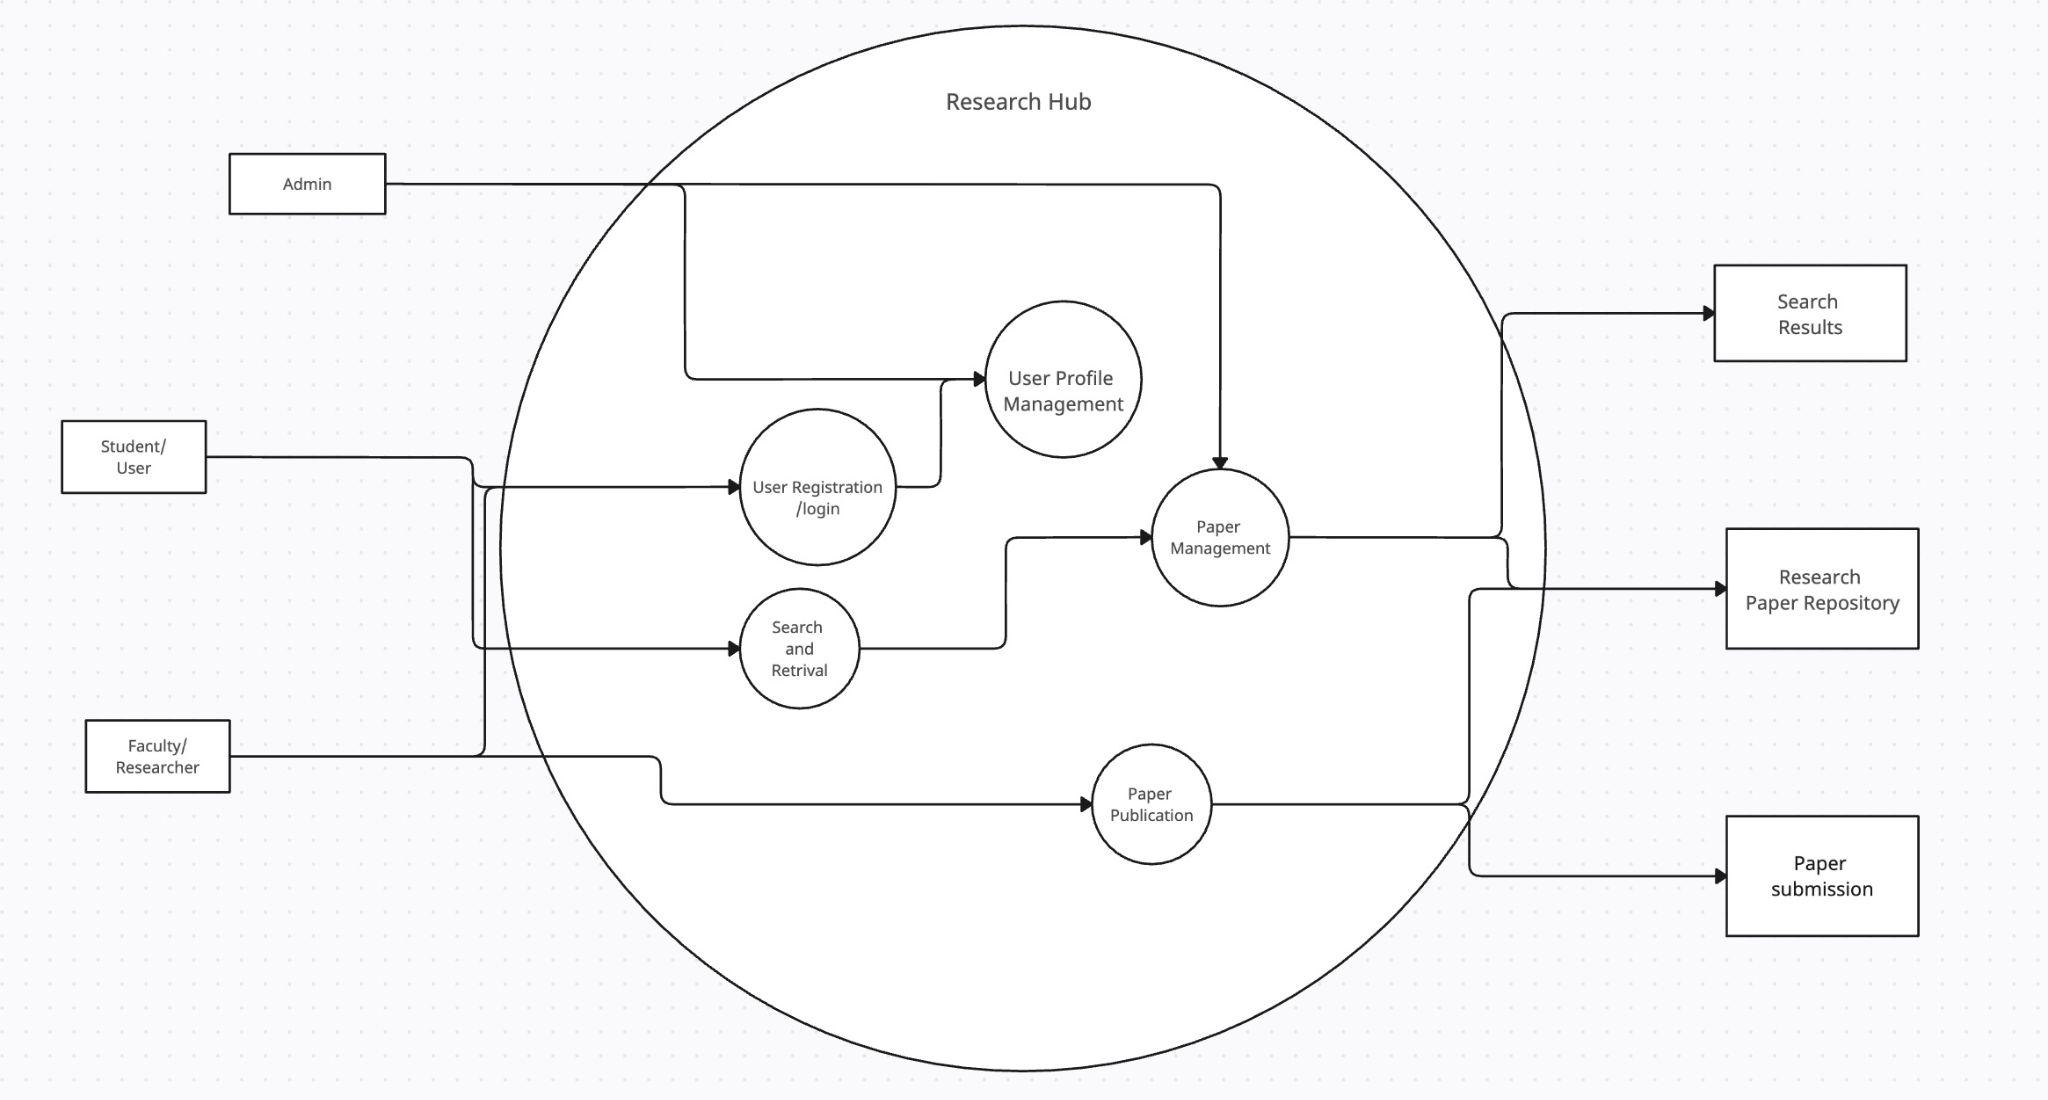 Research Hub
Admin
Search
Results
User Profile
Management
Student/
User
User Registration
/login
Paper
Management
Research
Paper Repository
Search
and
Retrival
Faculty/
Researcher
Paper
Publication
Paper
submission